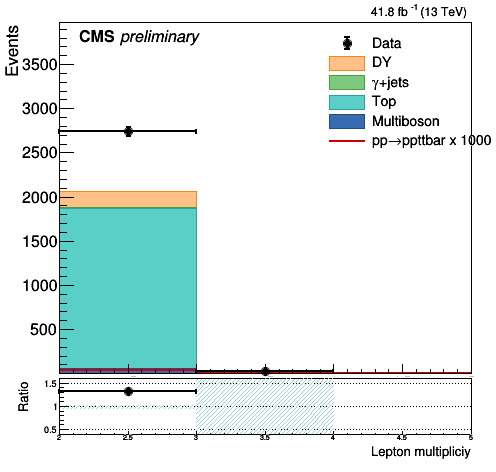 41.8 fb⁻¹ (13 TeV)
CMS preliminary
Events
Data
DY
γ+jets
Top
Multiboson
pp→ppttbar x 1000
3500
3000
2500
2000
1500
1000
500
Ratio
1.5
1
0.5
2 2.5 3 3.5 4 4.5 5
Lepton multipliciy